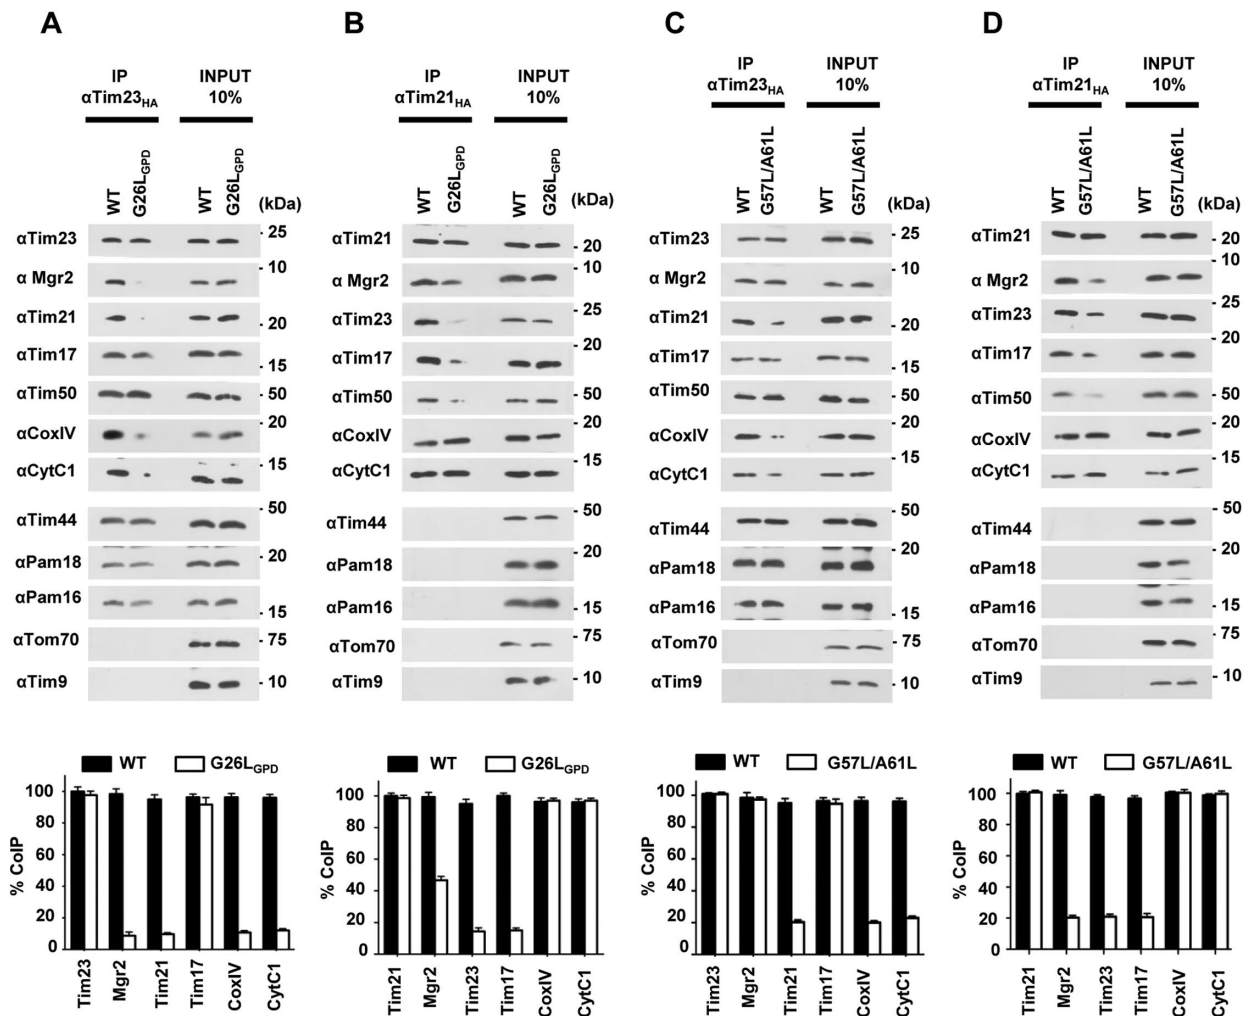 A
IP
αTim23HA
INPUT
10%
WT
G26LGPD
WT
G26LGPD
(kDa)
αTim23
- 25
α Mgr2
- 10
αTim21
- 20
αTim17
- 15
αTim50
- 50
αCoxIV
- 20
αCytC1
- 15
αTim44
- 50
αPam18
- 20
αPam16
- 15
αTom70
- 75
αTim9
- 10
WT
G26LGPD
% CoIP
100
80
60
40
20
0
Tim23
Mgr2
Tim21
Tim17
CoxIV
CytC1
B
IP
αTim21HA
INPUT
10%
WT
G26LGPD
WT
G26LGPD
(kDa)
αTim21
- 20
α Mgr2
- 10
αTim23
- 25
αTim17
- 20
αTim50
- 50
αCoxIV
- 20
αCytC1
- 15
αTim44
- 50
αPam18
- 20
αPam16
- 15
αTom70
- 75
αTim9
- 10
WT
G26LGPD
% CoIP
100
80
60
40
20
0
Tim21
Mgr2
Tim23
Tim17
CoxIV
CytC1
C
IP
αTim23HA
INPUT
10%
WT
G57L/A61L
WT
G57L/A61L
(kDa)
αTim23
- 25
α Mgr2
- 10
αTim21
- 20
αTim17
- 15
αTim50
- 50
αCoxIV
- 20
αCytC1
- 15
αTim44
- 50
αPam18
- 20
αPam16
- 15
αTom70
- 75
αTim9
- 10
WT
G57L/A61L
% CoIP
100
80
60
40
20
0
Tim23
Mgr2
Tim21
Tim17
CoxIV
CytC1
D
IP
αTim21HA
INPUT
10%
WT
G57L/A61L
WT
G57L/A61L
(kDa)
αTim21
- 20
α Mgr2
- 10
αTim23
- 25
αTim17
- 20
αTim50
- 50
αCoxIV
- 20
αCytC1
- 15
αTim44
- 50
αPam18
- 20
αPam16
- 15
αTom70
- 75
αTim9
- 10
WT
G57L/A61L
% CoIP
100
80
60
40
20
0
Tim21
Mgr2
Tim23
Tim17
CoxIV
CytC1